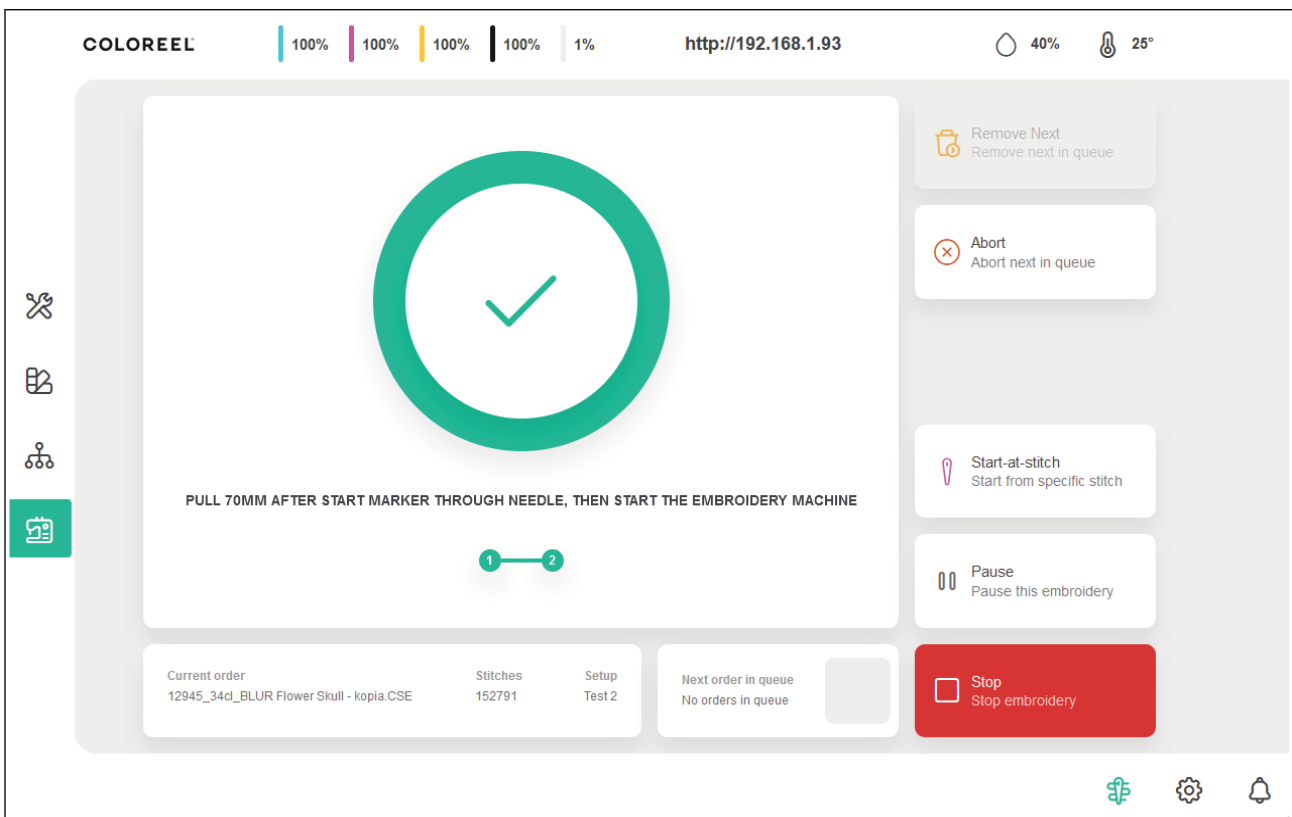 COLOREEL
100%
100%
100%
100%
1%
http://192.168.1.93
40%
25°
Remove Next
Remove next in queue
Abort
Abort next in queue
PULL 70MM AFTER START MARKER THROUGH NEEDLE, THEN START THE EMBROIDERY MACHINE
1
2
Start-at-stitch
Start from specific stitch
Pause
Pause this embroidery
Current order
12945_34cl_BLUR Flower Skull - kopia.CSE
Stitches
152791
Setup
Test 2
Next order in queue
No orders in queue
Stop
Stop embroidery